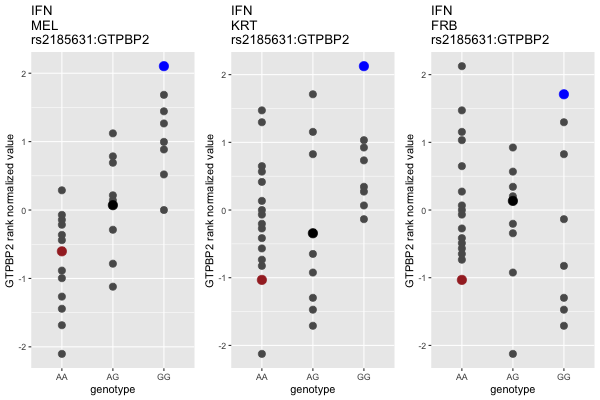 IFN
MEL
rs2185631:GTPBP2
GTPBP2 rank normalized value
2
1
0
-1
-2
AA AG GG
genotype
IFN
KRT
rs2185631:GTPBP2
GTPBP2 rank normalized value
2
1
0
-1
-2
AA AG GG
genotype
IFN
FRB
rs2185631:GTPBP2
GTPBP2 rank normalized value
2
1
0
-1
-2
AA AG GG
genotype